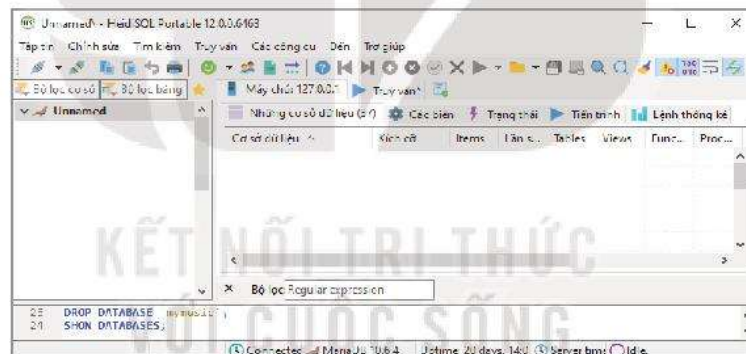 Unnamed\ - HeidiSQL Portable 12.0.0.6468
Tập tin Chỉnh sửa Tìm kiếm Truy vấn Các công cụ Đến Trợ giúp
Bộ lọc cơ sở Bộ lọc bảng Máy chủ: 127.0.0.1 Truy vấn*
Unnamed
Những cơ sở dữ liệu Các biến Trạng thái Tiến trình Lệnh thống kê
Cơ sở dữ liệu Kích cỡ Items Lần s... Tables Views Func... Proc...
KẾT NỐI TRI THỨC
Bộ lọc Regular expression
DROP DATABASE `mymusic`;
24 SHOW DATABASES;
VỚI CUỘC SỐNG
Connected MariaDB 10.6.4 Uptime: 20 days, 14:0 Server time Idle.